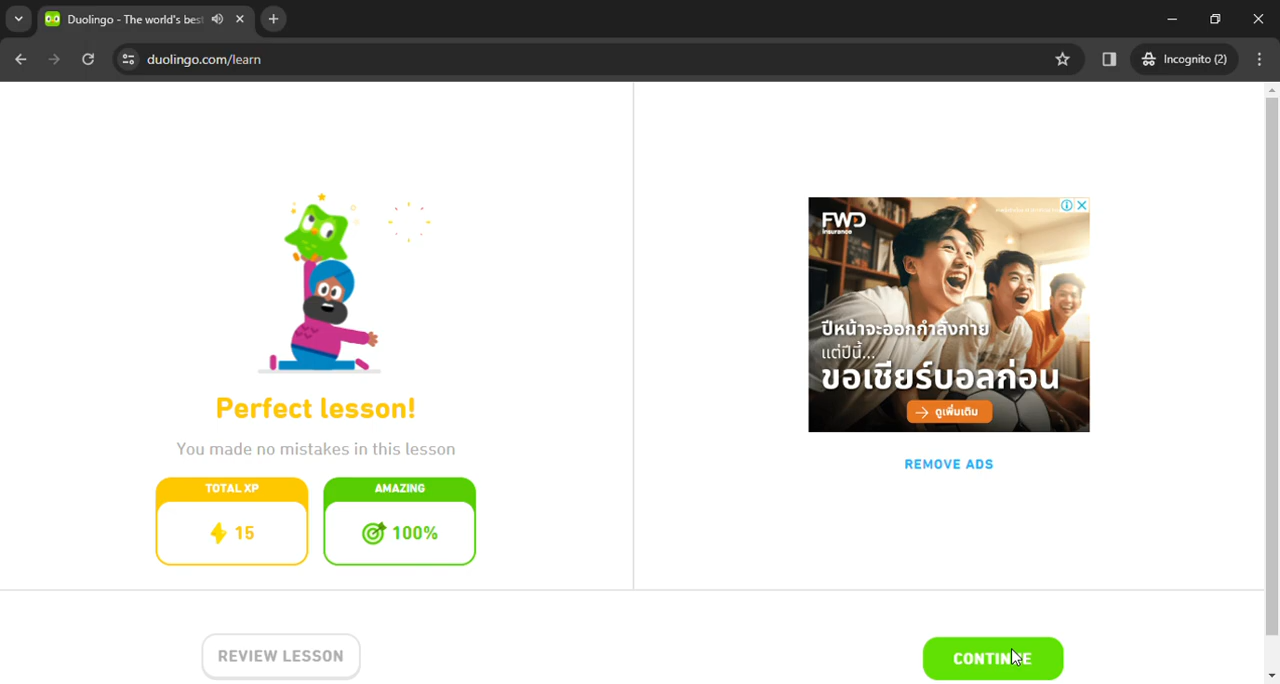 Duolingo - The world's best
duolingo.com/learn
Incognito (2)
FWD
insurance
ปีหน้าจะออกกำลังกาย
แต่ปีนี้...
ขอเชียร์บอลก่อน
ดูเพิ่มเติม
REMOVE ADS
Perfect lesson!
You made no mistakes in this lesson
TOTAL XP
AMAZING
15
100%
REVIEW LESSON
CONTINUE